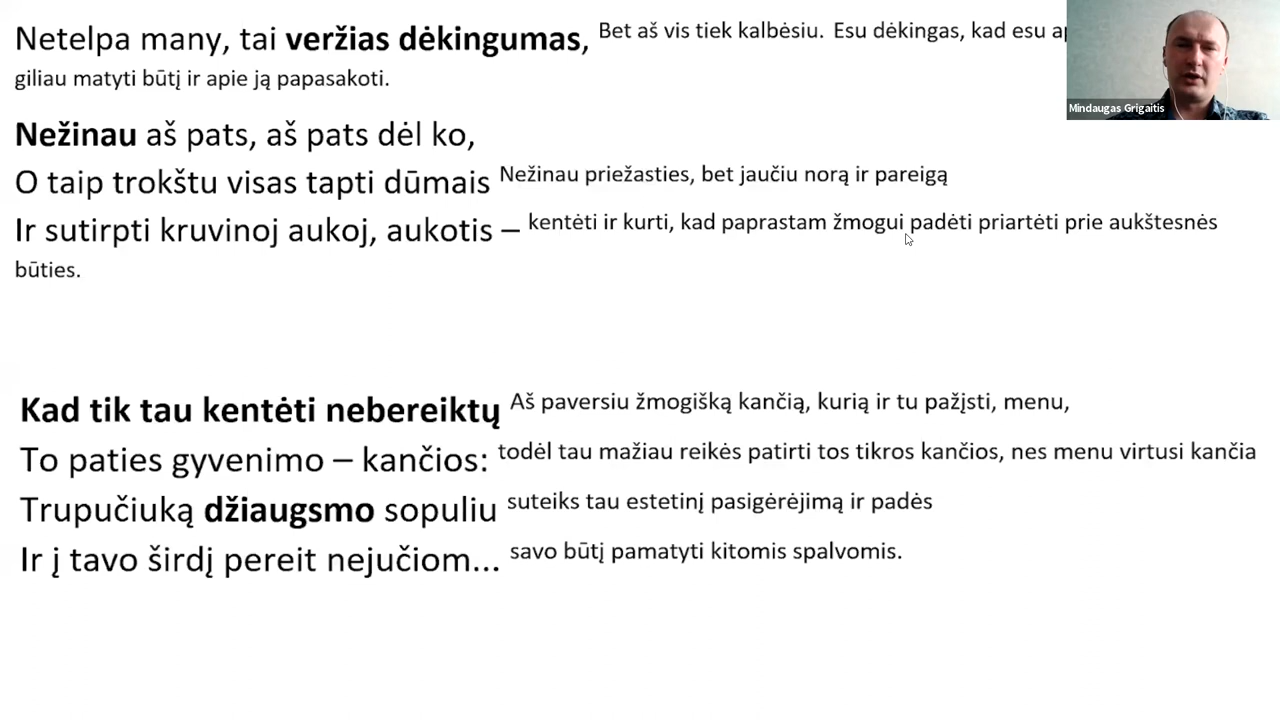 Netelpa many, tai veržias dėkingumas, Bet aš vis tiek kalbėsiu. Esu dėkingas, kad esu
giliau matyti būtį ir apie ją papasakoti.
Mindaugas Grigaitis
Nežinau aš pats, aš pats dėl ko,
O taip trokštu visas tapti dūmais Nežinau priežasties, bet jaučiu norą ir pareigą
Ir sutirpti kruvinoj aukoj, aukotis – kentėti ir kurti, kad paprastam žmogui padėti priartėti prie aukštesnės
būties.
Kad tik tau kentėti nebereiktų Aš paversiu žmogišką kančią, kurią ir tu pažįsti, menu,
To paties gyvenimo – kančios: todėl tau mažiau reikės patirti tos tikros kančios, nes menu virtusi kančia
Trupučiuką džiaugsmo sopuliu suteiks tau estetinį pasigėrėjimą ir padės
Ir į tavo širdį pereit nejučiom... savo būtį pamatyti kitomis spalvomis.